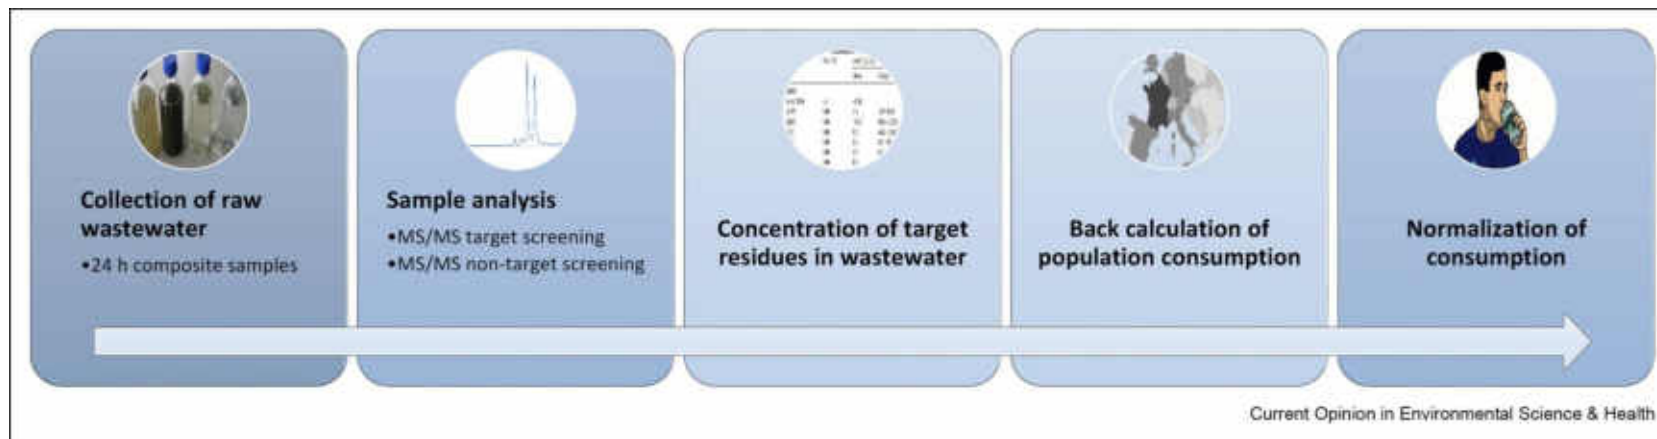 Collection of raw
wastewater
•24 h composite samples
Sample analysis
•MS/MS target screening
•MS/MS non-target screening
Concentration of target
residues in wastewater
Back calculation of
population consumption
Normalization of
consumption
Current Opinion in Environmental Science & Health